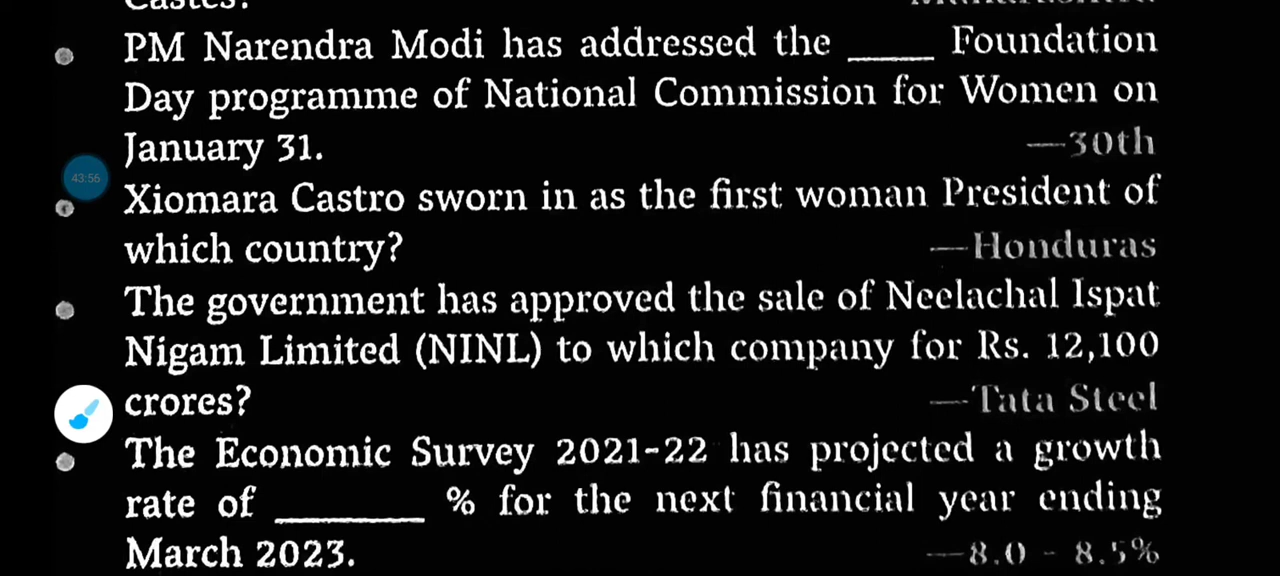 PM Narendra Modi has addressed the _____ Foundation
Day programme of National Commission for Women on
January 31. —30th
43:56
Xiomara Castro sworn in as the first woman President of
which country? —Honduras
The government has approved the sale of Neelachal Ispat
Nigam Limited (NINL) to which company for Rs. 12,100
crores? —Tata Steel
The Economic Survey 2021-22 has projected a growth
rate of ________ % for the next financial year ending
March 2023. —8.0 - 8.5%